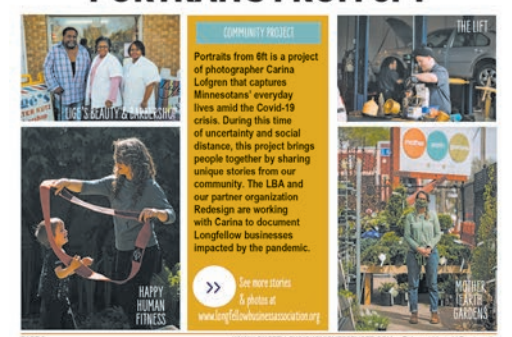 COMMUNITY PROJECT
Portraits from 6ft is a project
of photographer Carina
Lofgren that captures
Minnesotans' everyday
lives amid the Covid-19
crisis. During this time
of uncertainty and social
distance, this project brings
people together by sharing
unique stories from our
community. The LBA and
our partner organization
Redesign are working
with Carina to document
Longfellow businesses
impacted by the pandemic.
See more stories
& photos at
www.longfellowbusinessassociation.org
BEAUTY & BARBERSHOP
THE LIFT
HAPPY
HUMAN
FITNESS
mother
earth
gardens
MOTHER
EARTH
GARDENS